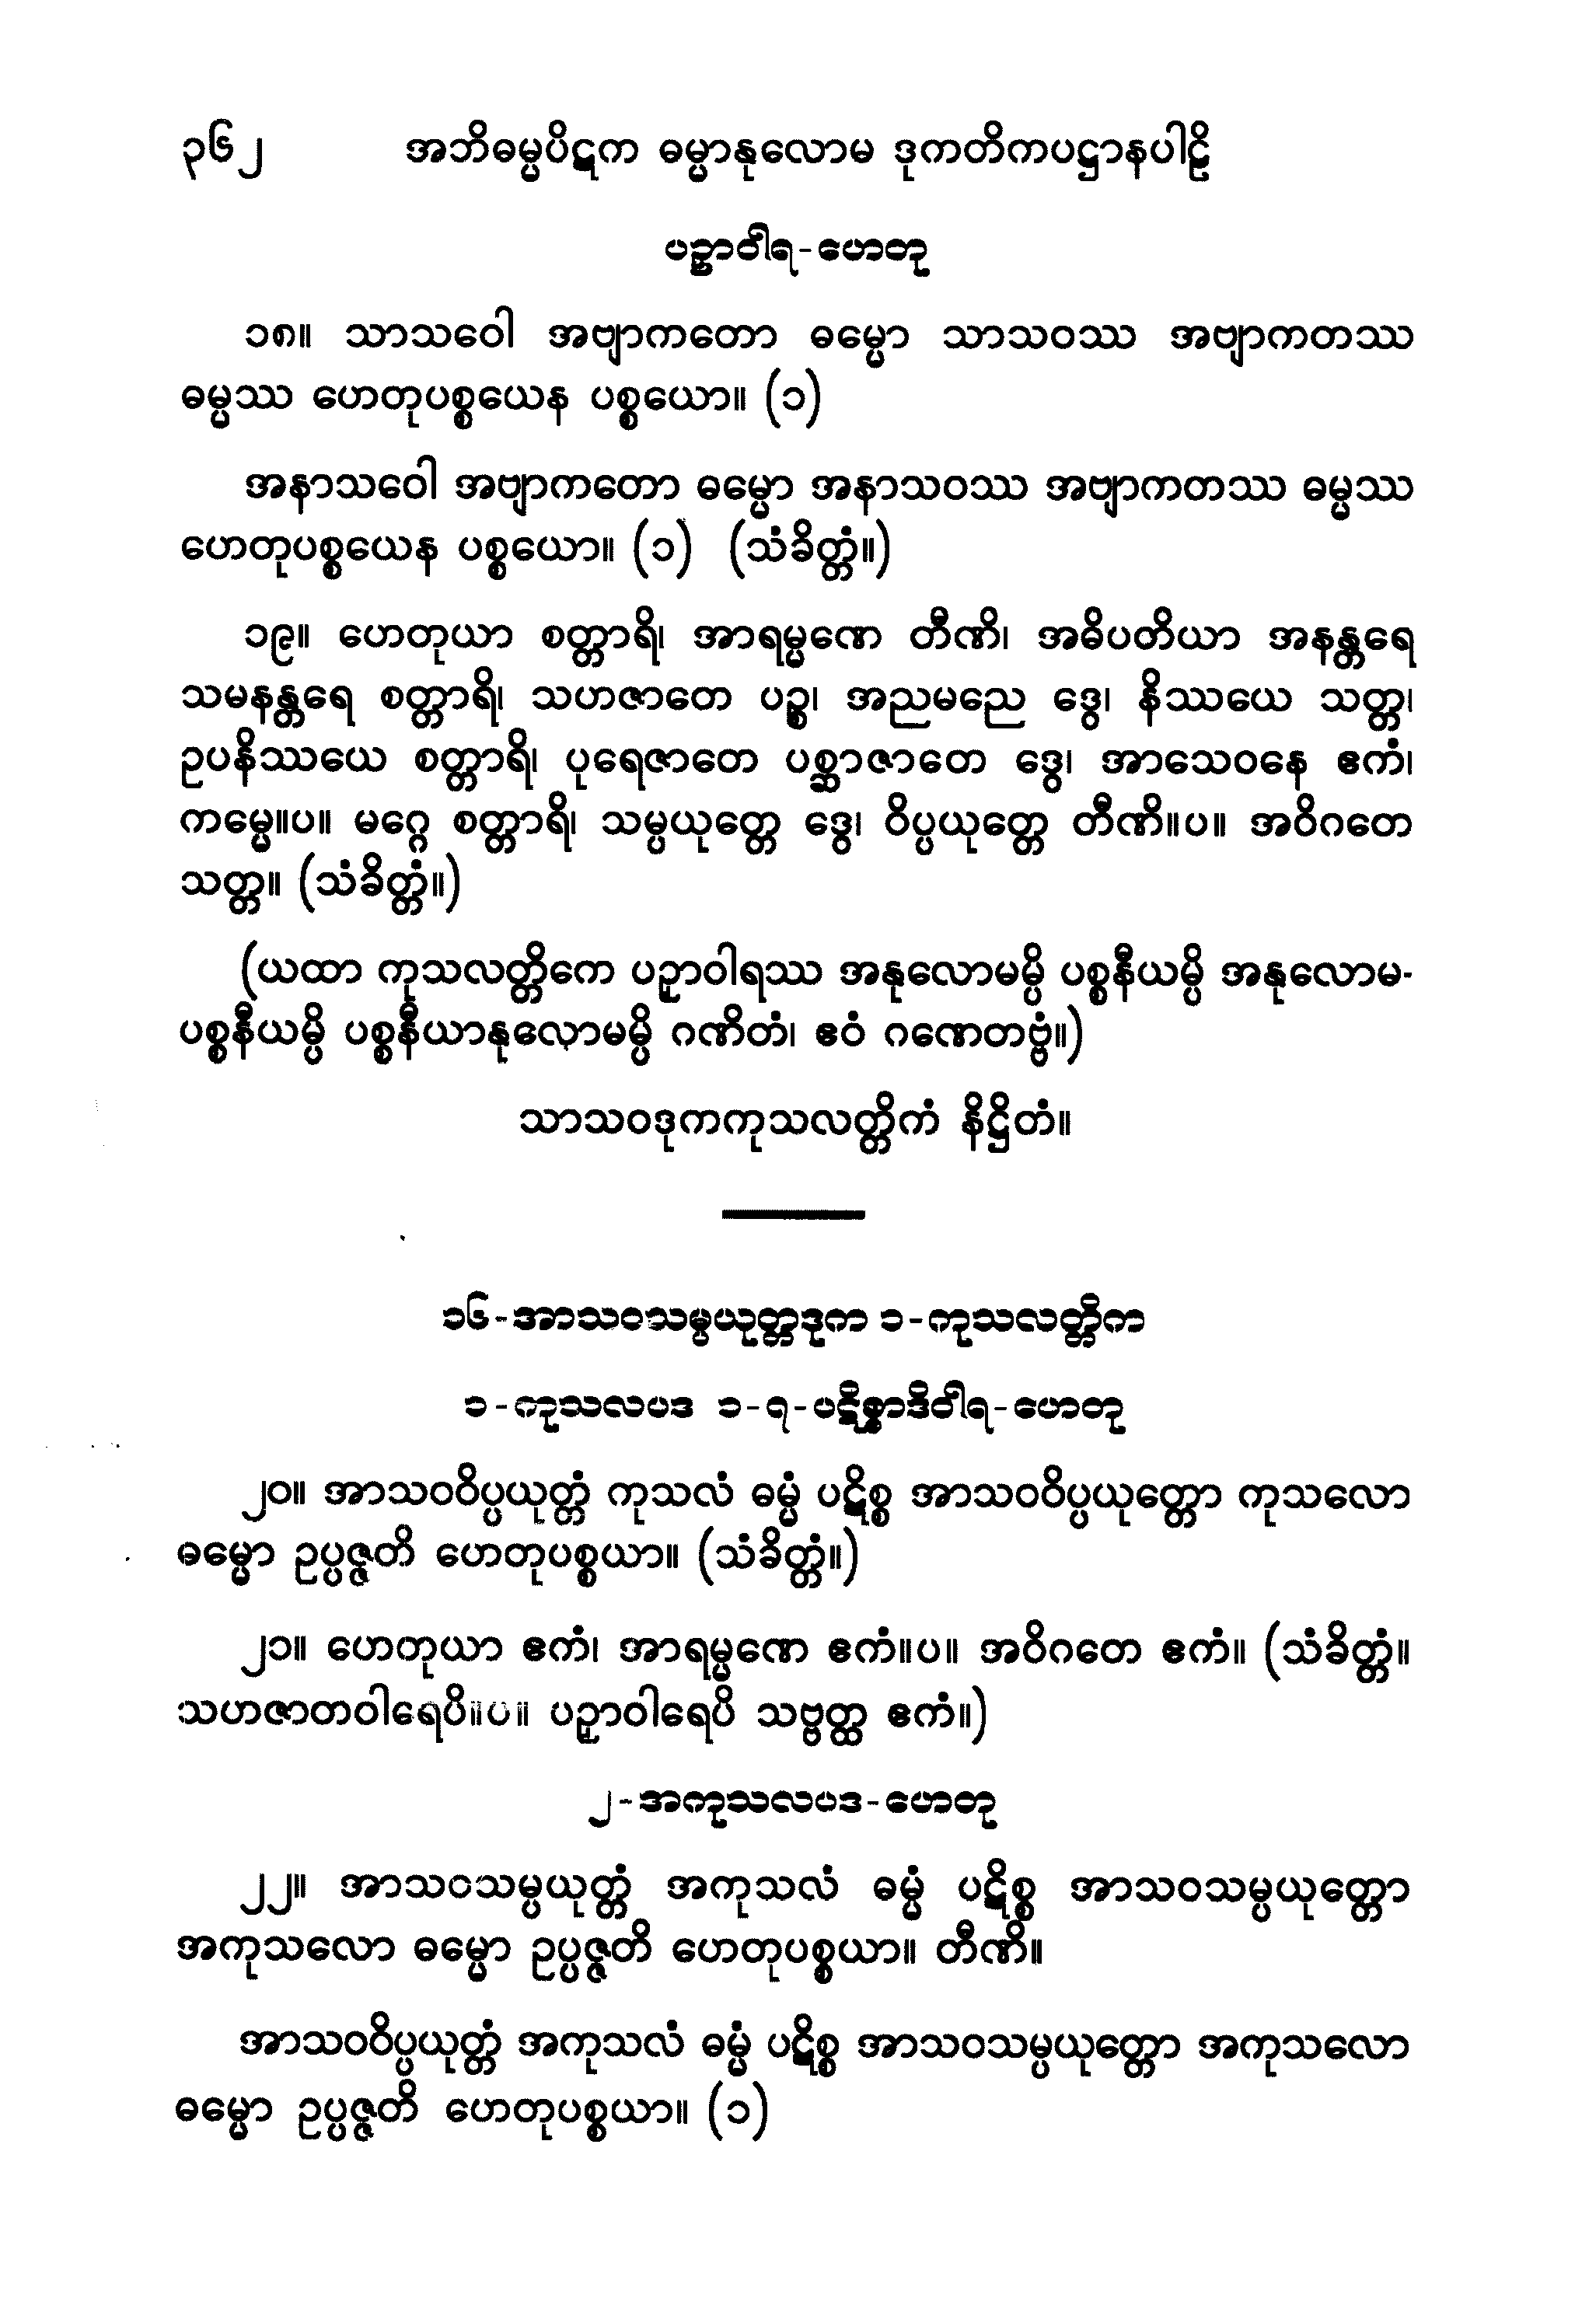 ၃၆၂ အဘိဓမ္မပိဋက ဓမ္မာနုလောမ ဒုကတိကပဋ္ဌာနပါဠိ
ပဉှာဝါရ-ဟေတု
၁၈။ သာသဝေါ အဗျာကတော ဓမ္မော သာသဝဿ အဗျာကတဿ
ဓမ္မဿ ဟေတုပစ္စယေန ပစ္စယော။ (၁)
အနာသဝေါ အဗျာကတော ဓမ္မော အနာသဝဿ အဗျာကတဿ ဓမ္မဿ
ဟေတုပစ္စယေန ပစ္စယော။ (၁) (သံခိတ္တံ။)
၁၉။ ဟေတုယာ စတ္တာရိ၊ အာရမ္မဏေ တီဏိ၊ အဓိပတိယာ အနန္တရေ
သမနန္တရေ စတ္တာရိ၊ သဟဇာတေ ပဉ္စ၊ အညမညေ ဒွေ၊ နိဿယေ သတ္တ၊
ဥပနိဿယေ စတ္တာရိ၊ ပုရေဇာတေ ပစ္ဆာဇာတေ ဒွေ၊ အာသေဝနေ ဧကံ၊
ကမ္မေ။ပ။ မဂ္ဂေ စတ္တာရိ၊ သမ္ပယုတ္တေ ဒွေ၊ ဝိပ္ပယုတ္တေ တီဏိ။ပ။ အဝိဂတေ
သတ္တ။ (သံခိတ္တံ။)
(ယထာ ကုသလတ္တိကေ ပဉှာဝါရဿ အနုလောမမ္ပိ ပစ္စနီယမ္ပိ အနုလောမ-
ပစ္စနီယမ္ပိ ပစ္စနီယာနုလောမမ္ပိ ဂဏိတံ၊ ဧဝံ ဂဏေတဗ္ဗံ။)
သာသဝဒုကကုသလတ္တိကံ နိဋ္ဌိတံ။
၁၆-အာသဝသမ္ပယုတ္တဒုက ၁-ကုသလတ္တိက
၁-ကုသလပဒ ၁-၇-ပဋိစ္စာဒိဝါရ-ဟေတု
၂၀။ အာသဝဝိပ္ပယုတ္တံ ကုသလံ ဓမ္မံ ပဋိစ္စ အာသဝဝိပ္ပယုတ္တော ကုသလော
ဓမ္မော ဥပ္ပဇ္ဇတိ ဟေတုပစ္စယာ။ (သံခိတ္တံ။)
၂၁။ ဟေတုယာ ဧကံ၊ အာရမ္မဏေ ဧကံ။ပ။ အဝိဂတေ ဧကံ။ (သံခိတ္တံ။
သဟဇာတဝါရေပိ။ပ။ ပဉှာဝါရေပိ သဗ္ဗတ္ထ ဧကံ။)
၂-အကုသလပဒ-ဟေတု
၂၂။ အာသဝသမ္ပယုတ္တံ အကုသလံ ဓမ္မံ ပဋိစ္စ အာသဝသမ္ပယုတ္တော
အကုသလော ဓမ္မော ဥပ္ပဇ္ဇတိ ဟေတုပစ္စယာ။ တီဏိ။
အာသဝဝိပ္ပယုတ္တံ အကုသလံ ဓမ္မံ ပဋိစ္စ အာသဝသမ္ပယုတ္တော အကုသလော
ဓမ္မော ဥပ္ပဇ္ဇတိ ဟေတုပစ္စယာ။ (၁)